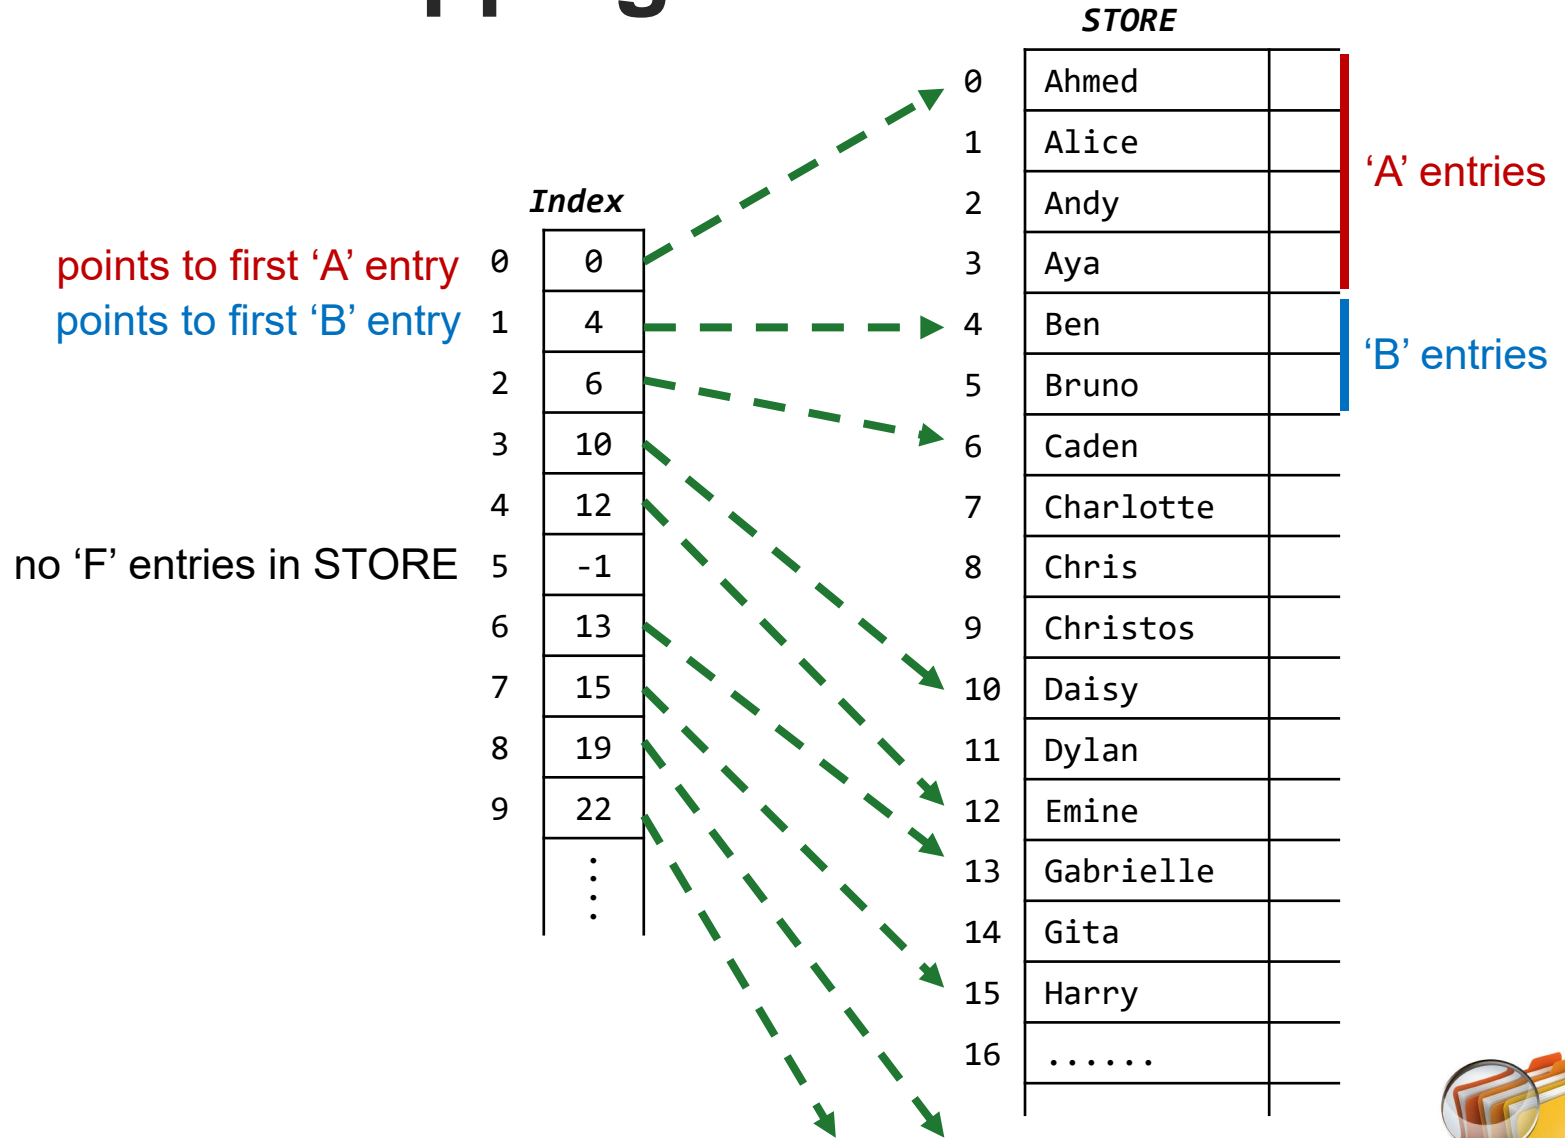 STORE
0 Ahmed
1 Alice
2 Andy
3 Aya
4 Ben
5 Bruno
6 Caden
7 Charlotte
8 Chris
9 Christos
10 Daisy
11 Dylan
12 Emine
13 Gabrielle
14 Gita
15 Harry
16 ......
‘A’ entries
‘B’ entries
Index
points to first ‘A’ entry 0 0
points to first ‘B’ entry 1 4
2 6
3 10
4 12
no ‘F’ entries in STORE 5 -1
6 13
7 15
8 19
9 22